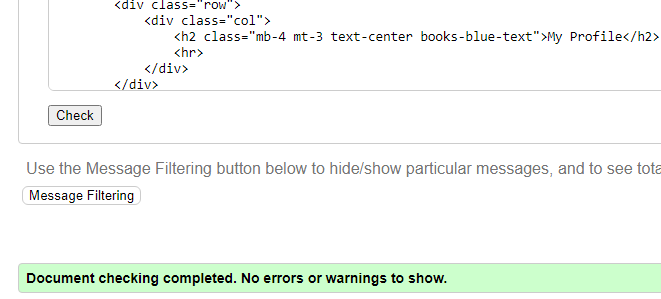 <div class="row">
<div class="col">
<h2 class="mb-4 mt-3 text-center books-blue-text">My Profile</h2>
<hr>
</div>
</div>
Check
Use the Message Filtering button below to hide/show particular messages, and to see tota
Message Filtering
Document checking completed. No errors or warnings to show.